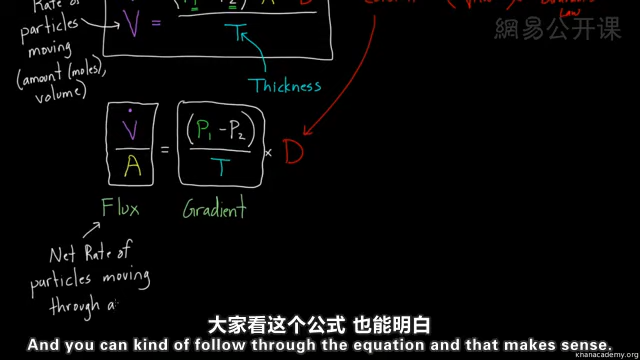 Rate of
particles
moving
(amount (moles),
volume)
V̇ =
T
Thickness
Law
網易公开课
V̇
A
=
(P₁ - P₂)
T
× D
Flux
Gradient
Net Rate of
particles moving
through a
大家看这个公式 也能明白
And you can kind of follow through the equation and that makes sense.
khanacademy.org